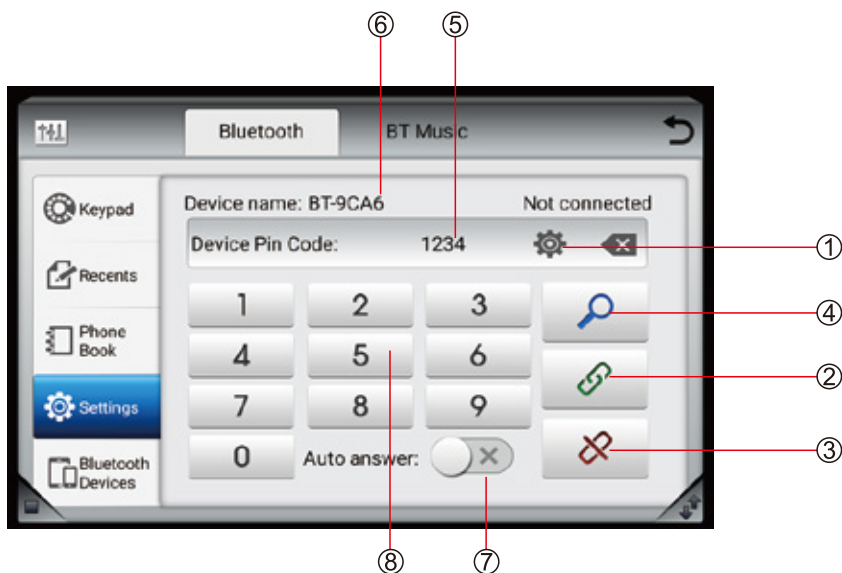 ⑥ ⑤
Bluetooth BT Music
Keypad
Recents
Phone
Book
Settings
Bluetooth
Devices
Device name: BT-9CA6 Not connected
Device Pin Code: 1234
①
1 2 3
④
4 5 6
②
7 8 9
③
0 Auto answer:
⑧ ⑦